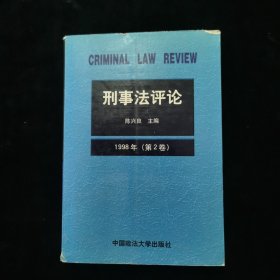 CRIMINAL LAW REVIEW
刑事法评论
陈兴良 主编
1998年(第2卷)
中国政法大学出版社